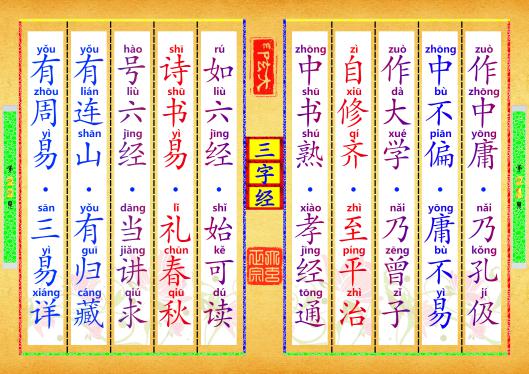 zuò zhōng yōng nǎi kǒng jí
作中庸·乃孔伋
zhōng bù piān yōng bù yì
中不偏·庸不易
zuò dà xué nǎi zēng zǐ
作大学·乃曾子
zì xiū qí zhì píng zhì
自修齐·至平治
zhōng shū shú xiào jīng tōng
中书熟·孝经通
三字经
rú liù jīng shǐ kě dú
如六经·始可读
shī shū yì lǐ chūn qiū
诗书易·礼春秋
hào liù jīng dāng jiǎng qiú
号六经·当讲求
yǒu lián shān yǒu guī cáng
有连山·有归藏
yǒu zhōu yì sān yì xiáng
有周易·三易详